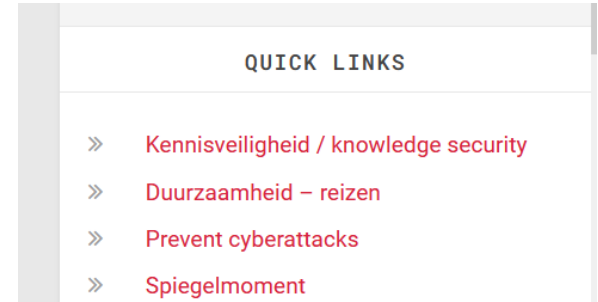 QUICK LINKS
Kennisveiligheid / knowledge security
Duurzaamheid – reizen
Prevent cyberattacks
Spiegelmoment